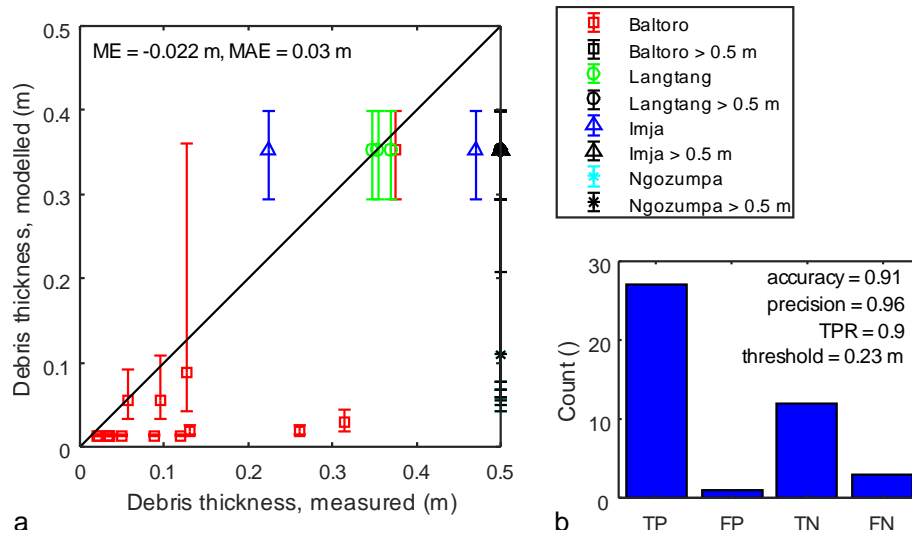 ME = -0.022 m, MAE = 0.03 m
Debris thickness, modelled (m)
0.5
0.4
0.3
0.2
0.1
0
0 0.1 0.2 0.3 0.4 0.5
Debris thickness, measured (m)
a
Baltoro
Baltoro > 0.5 m
Langtang
Langtang > 0.5 m
Imja
Imja > 0.5 m
Ngozumpa
Ngozumpa > 0.5 m
accuracy = 0.91
precision = 0.96
TPR = 0.9
threshold = 0.23 m
Count ()
30
20
10
0
TP FP TN FN
b